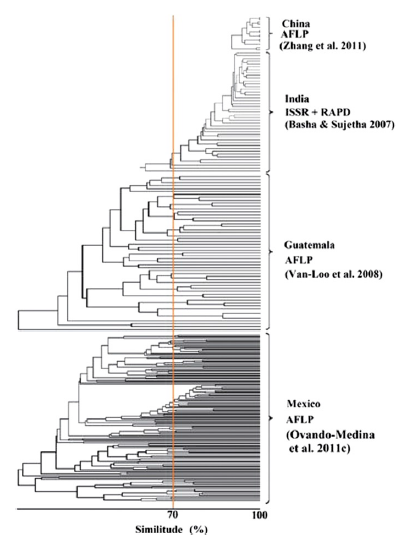 China
AFLP
(Zhang et al. 2011)
India
ISSR + RAPD
(Basha & Sujetha 2007)
Guatemala
AFLP
(Van-Loo et al. 2008)
Mexico
AFLP
(Ovando-Medina
et al. 2011c)
70
100
Similitude (%)